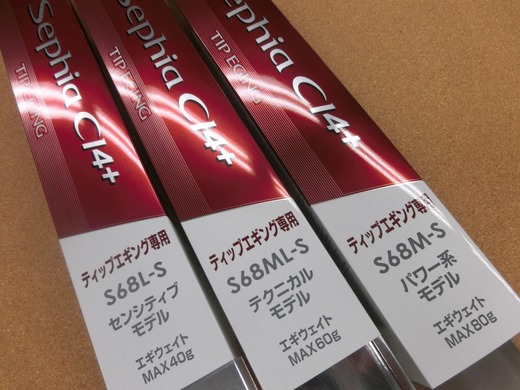 Sephia CI4+
TIP EGING
ティップエギング専用
S68L-S
センシティブ
モデル
エギウェイト
MAX40g
Sephia CI4+
TIP EGING
ティップエギング専用
S68ML-S
テクニカル
モデル
エギウェイト
MAX60g
Sephia CI4+
TIP EGING
ティップエギング専用
S68M-S
パワー系
モデル
エギウェイト
MAX80g